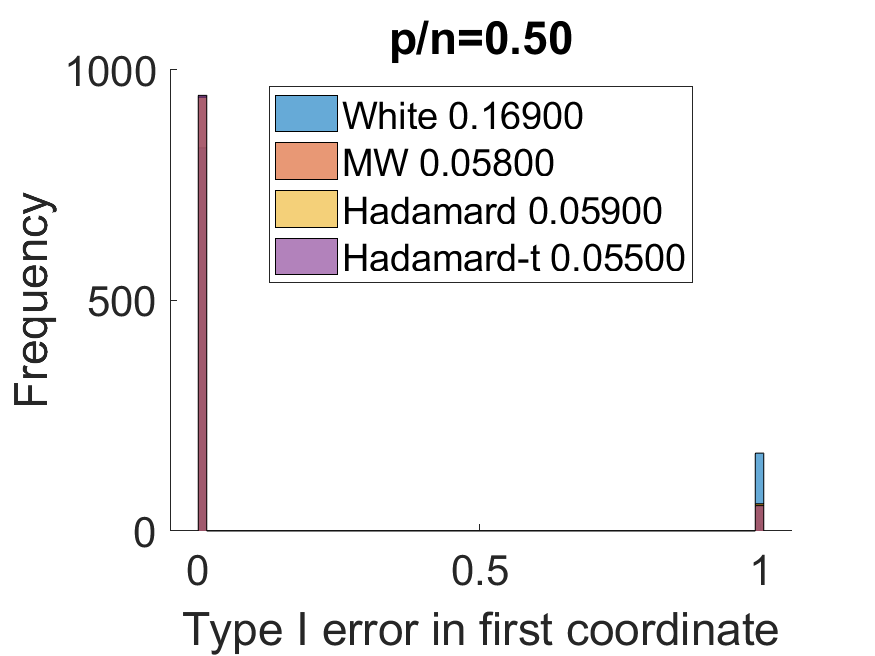 p/n=0.50
1000
White 0.16900
MW 0.05800
Hadamard 0.05900
Hadamard-t 0.05500
Frequency
500
0
0 0.5 1
Type I error in first coordinate